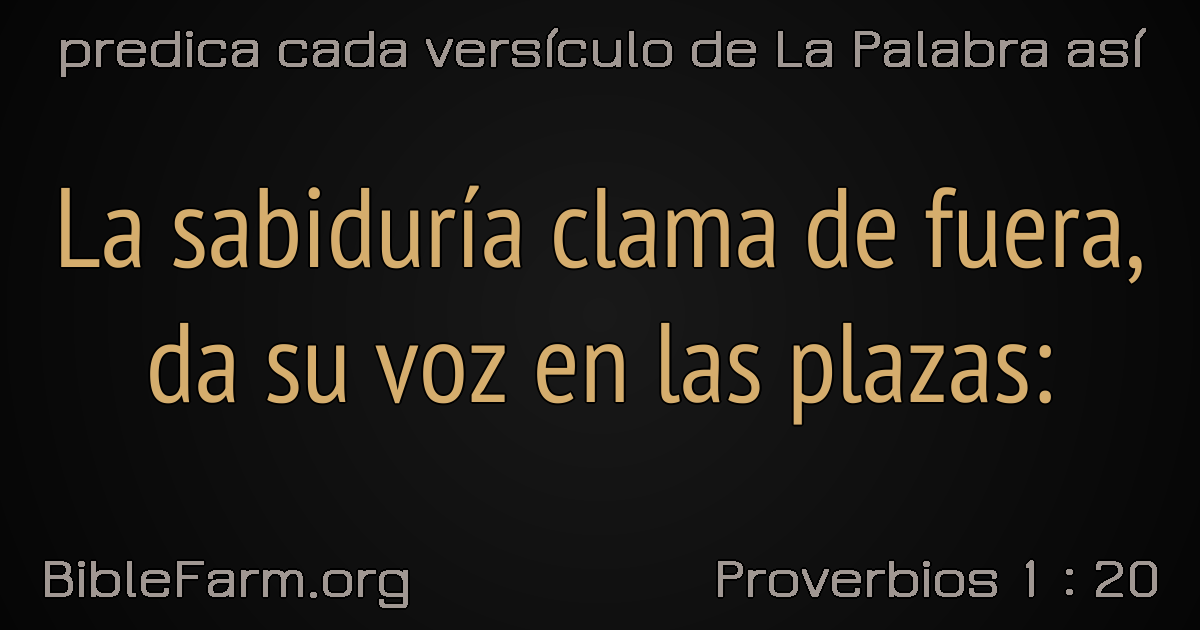 predica cada versículo de La Palabra así
La sabiduría clama de fuera,
da su voz en las plazas:
BibleFarm.org
Proverbios 1 : 20